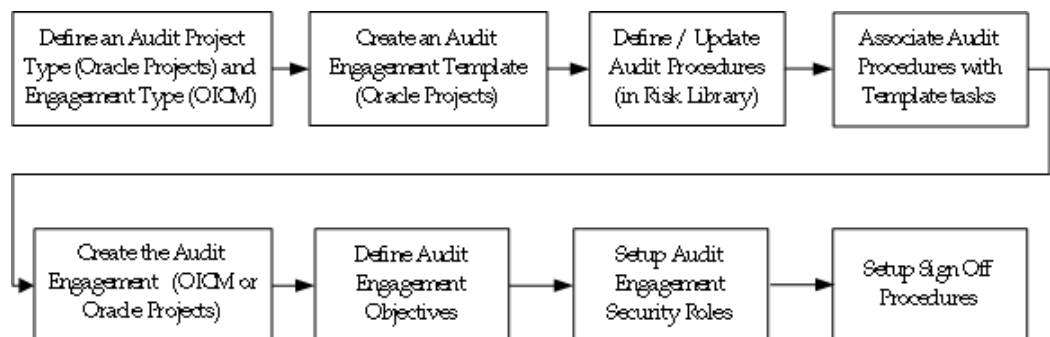 Define an Audit Project
Type (Oracle Projects) and
Engagement Type (OICM)
Create an Audit
Engagement Template
(Oracle Projects)
Define / Update
Audit Procedures
(in Risk Library)
Associate Audit
Procedures with
Template tasks
Create the Audit
Engagement (OICM or
Oracle Projects)
Define Audit
Engagement
Objectives
Setup Audit
Engagement
Security Roles
Setup Sign Off
Procedures